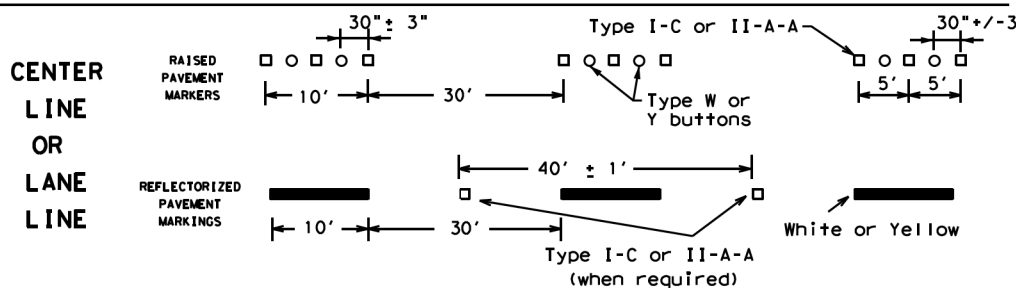 30" ± 3"
Type I-C or II-A-A
30"+/-3
CENTER
LINE
OR
LANE
LINE
RAISED
PAVEMENT
MARKERS
10'
30'
Type W or
Y buttons
5'
5'
REFLECTORIZED
PAVEMENT
MARKINGS
40' ± 1'
10'
30'
Type I-C or II-A-A
(when required)
White or Yellow